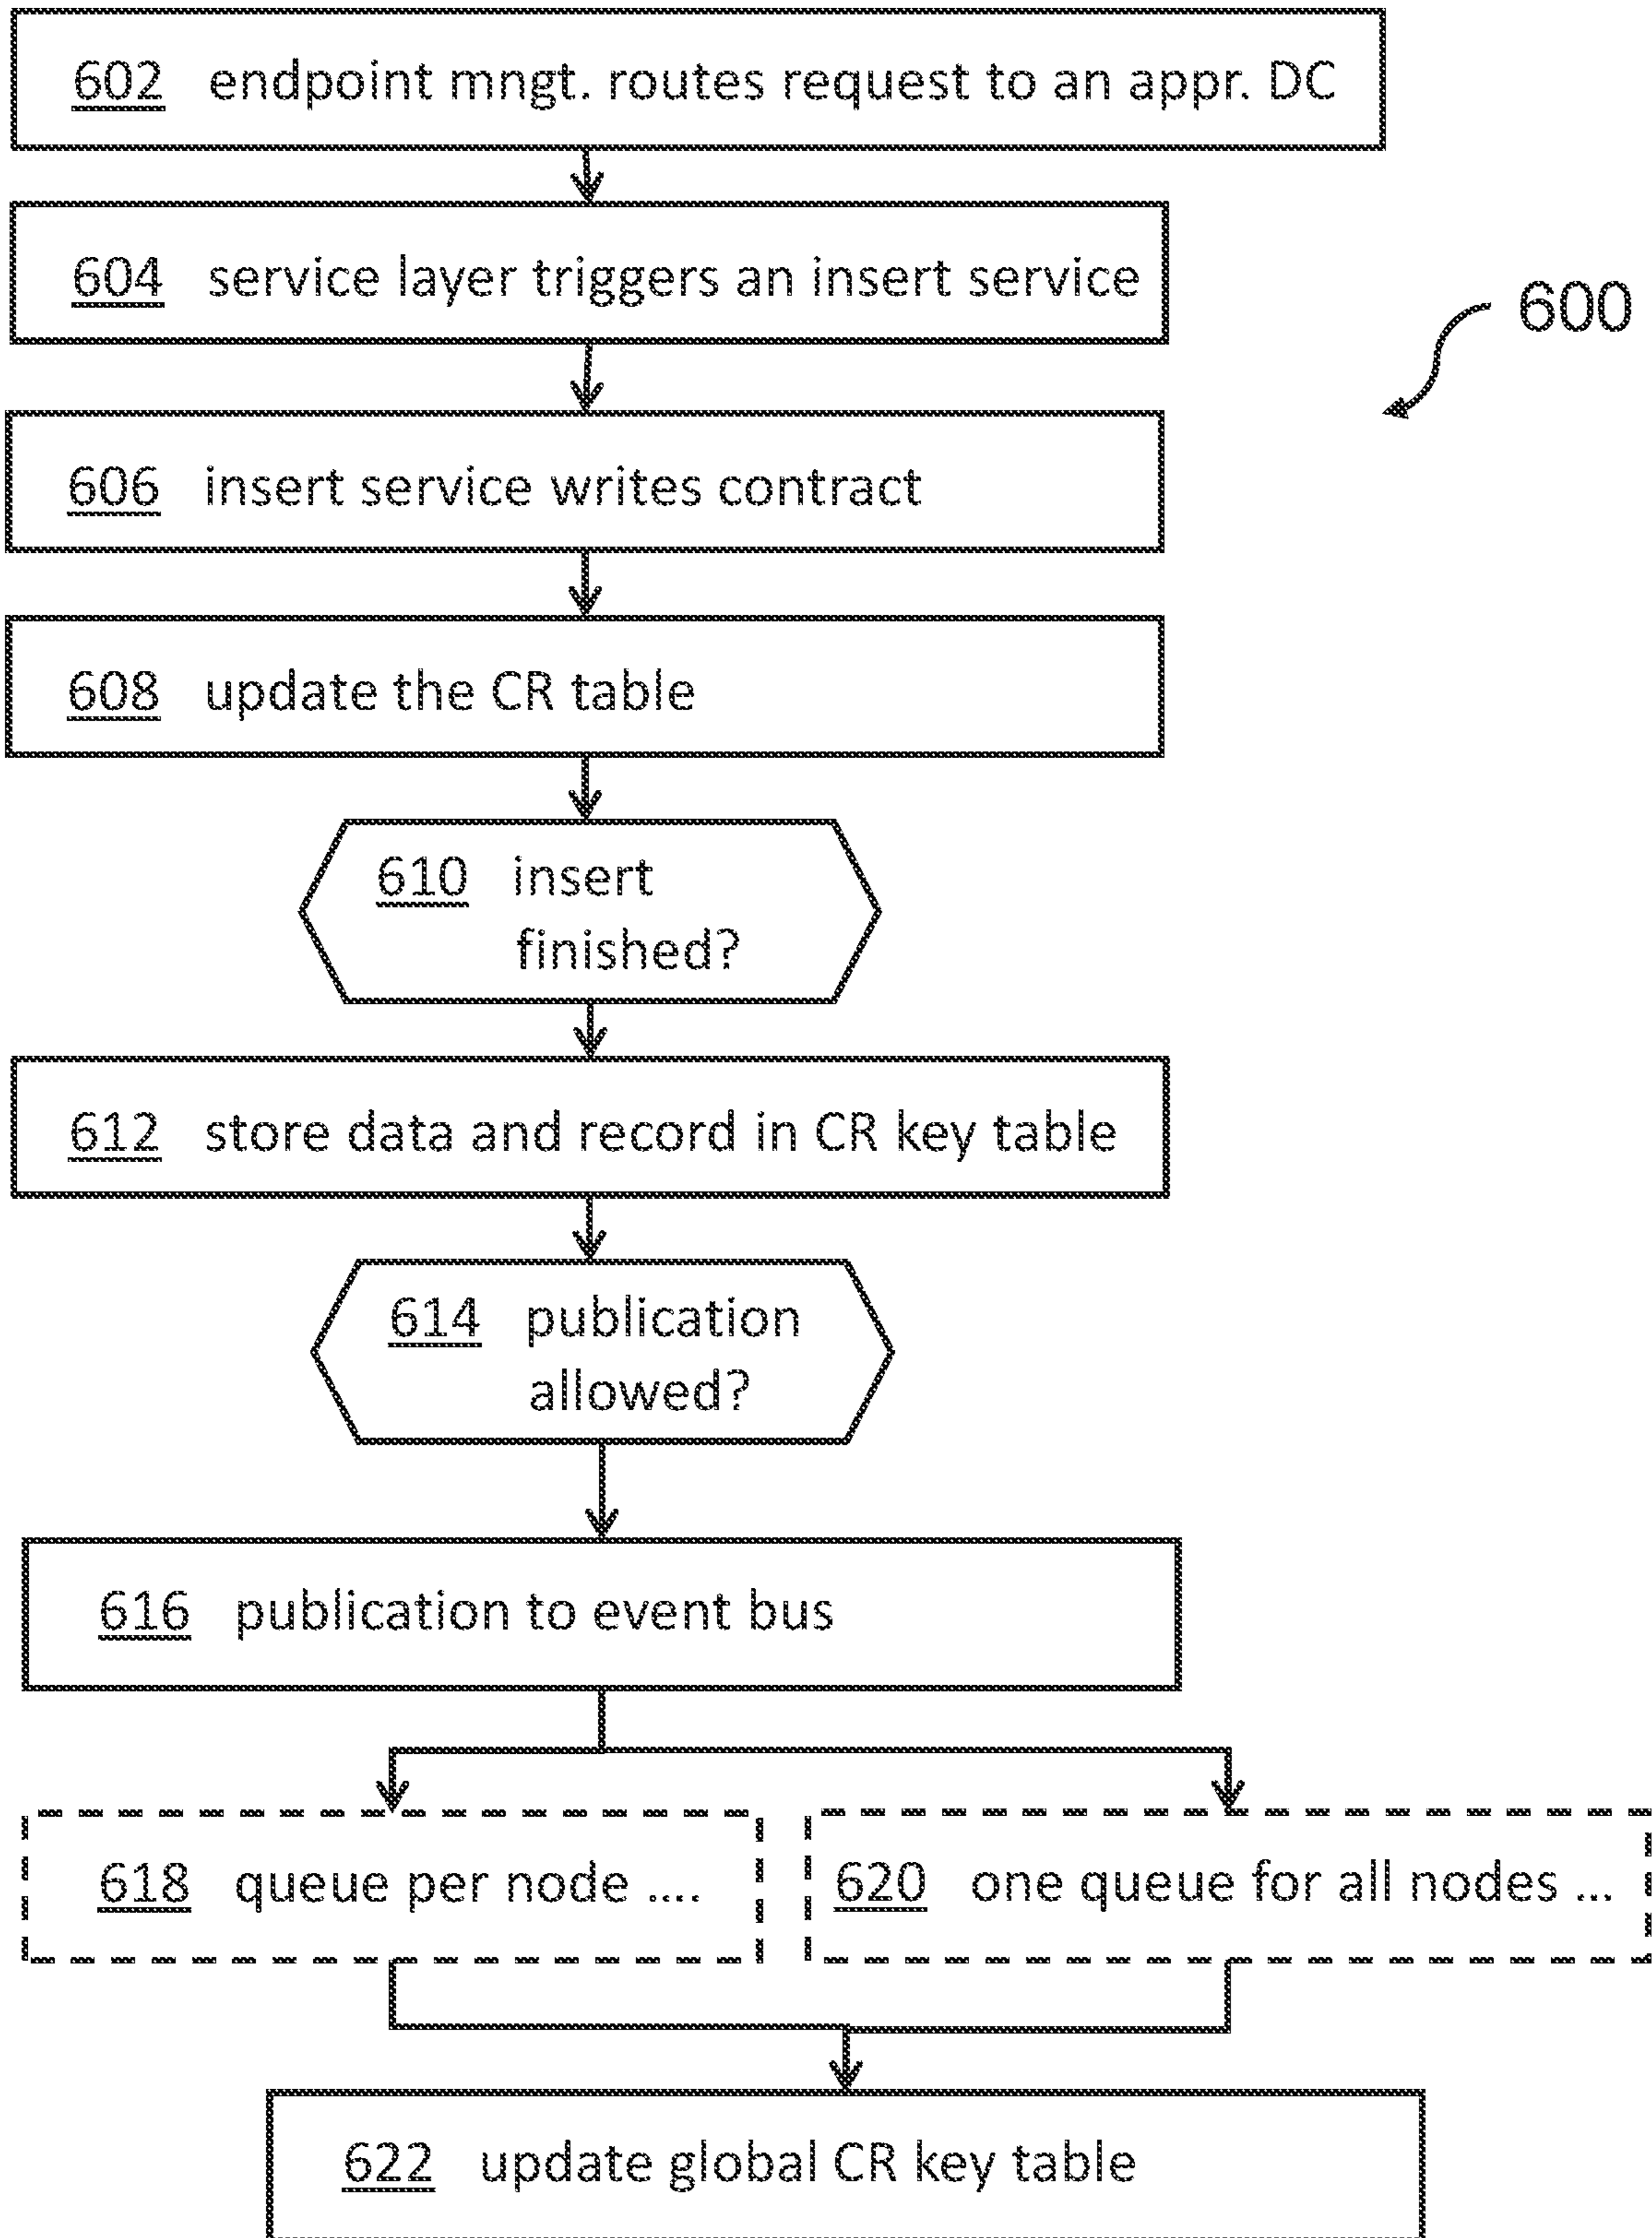 602 endpoint mngt. routes request to an appr. DC
604 service layer triggers an insert service
600
606 insert service writes contract
608 update the CR table
610 insert
finished?
612 store data and record in CR key table
614 publication
allowed?
616 publication to event bus
618 queue per node ....
620 one queue for all nodes ...
622 update global CR key table